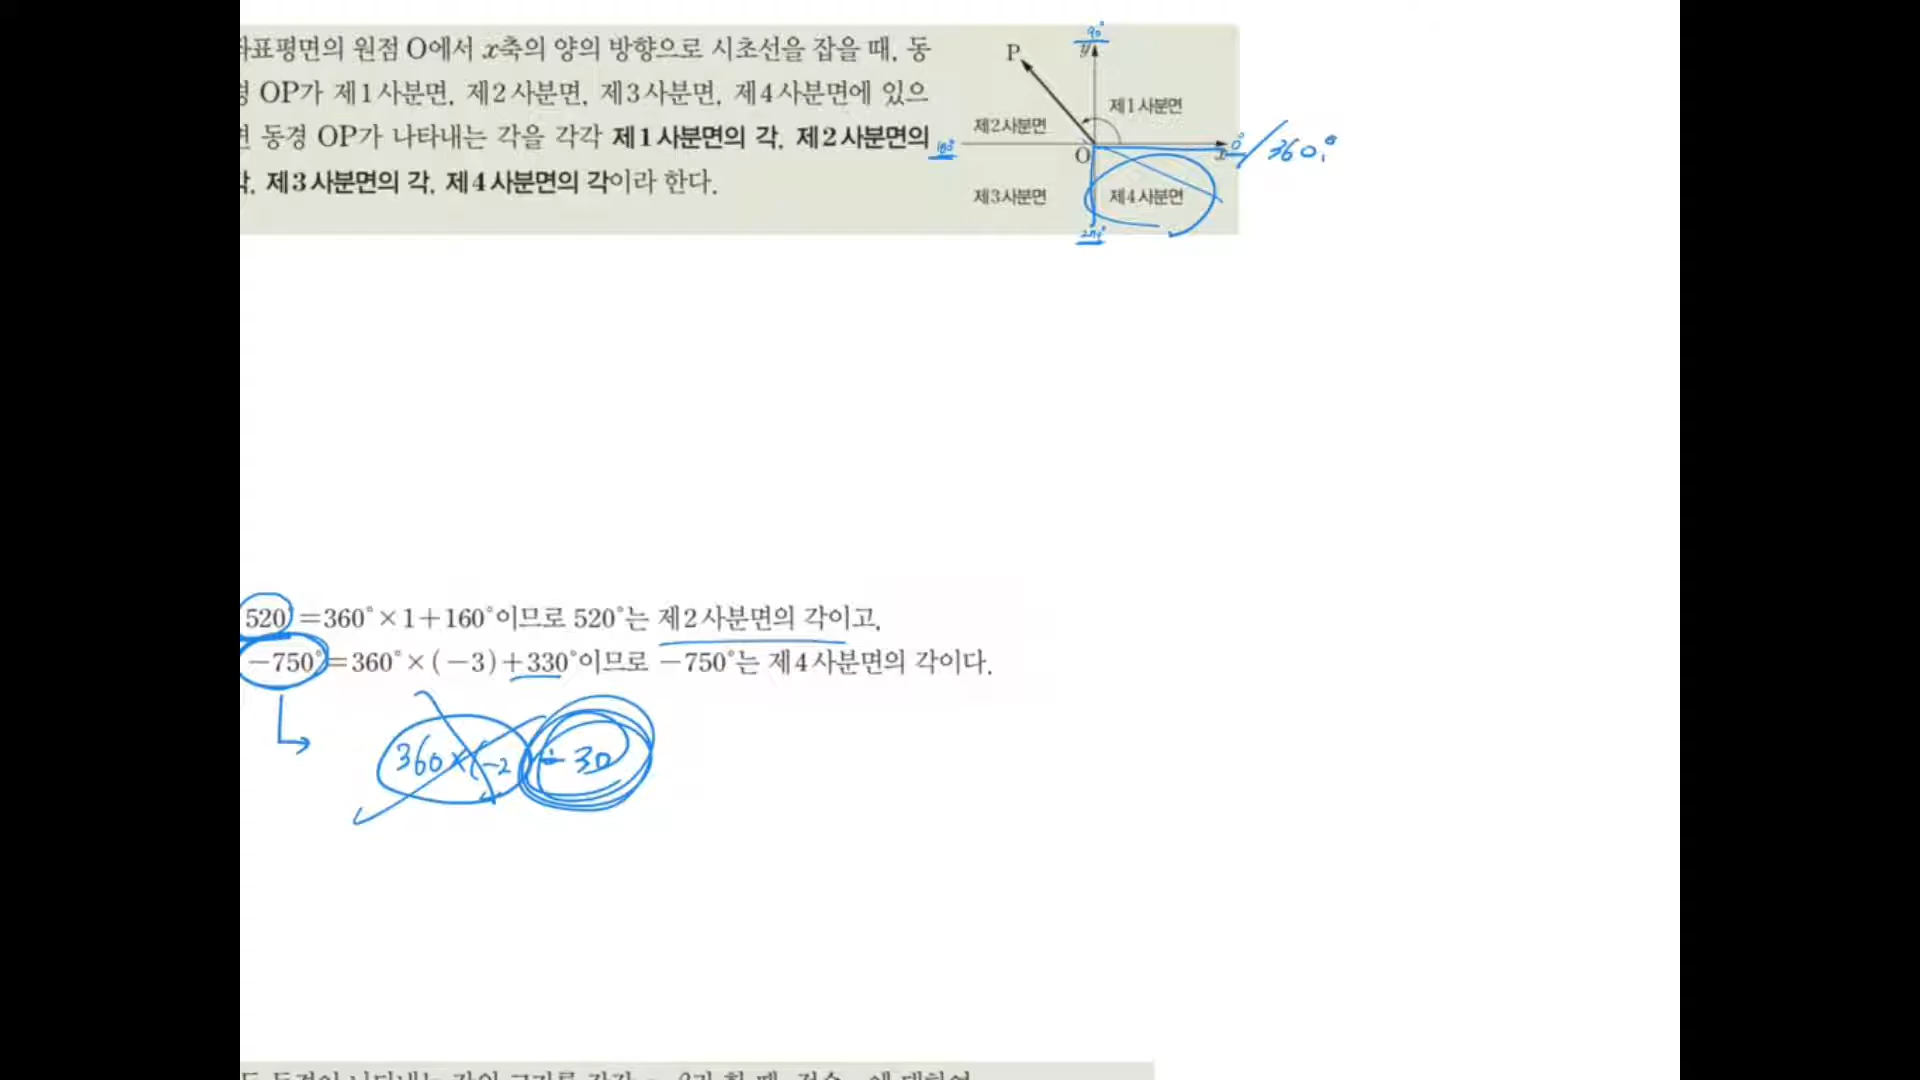 좌표평면의 원점 O에서 x축의 양의 방향으로 시초선을 잡을 때, 동
경 OP가 제1사분면, 제2사분면, 제3사분면, 제4사분면에 있으
면 동경 OP가 나타내는 각을 각각 제1사분면의 각, 제2사분면의
각, 제3사분면의 각, 제4사분면의 각이라 한다.
90°
P y
제1사분면
제2사분면
180° O x 0° / 360°
제3사분면 제4사분면
270°
520°=360°×1+160°이므로 520°는 제2사분면의 각이고,
-750°=360°×(-3)+330°이므로 -750°는 제4사분면의 각이다.
360×(-2) - 30